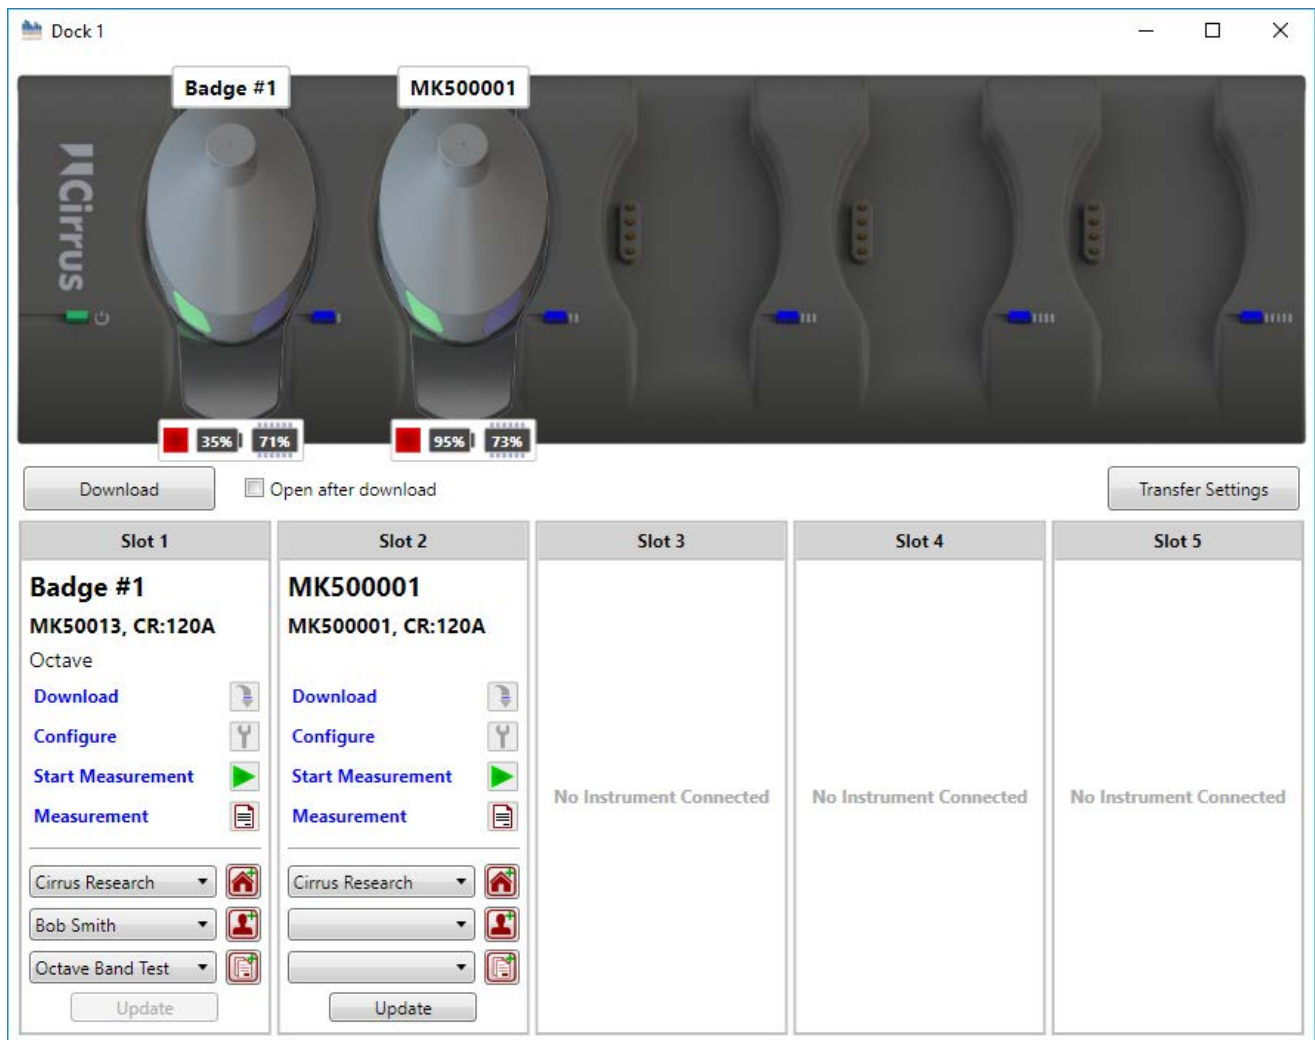 Dock 1
Badge #1
MK500001
Cirrus
35% 71%
95% 73%
Download
Open after download
Transfer Settings
Slot 1
Badge #1
MK50013, CR:120A
Octave
Download
Configure
Start Measurement
Measurement
Cirrus Research
Bob Smith
Octave Band Test
Update
Slot 2
MK500001
MK500001, CR:120A
Download
Configure
Start Measurement
Measurement
Cirrus Research
Update
Slot 3
No Instrument Connected
Slot 4
No Instrument Connected
Slot 5
No Instrument Connected